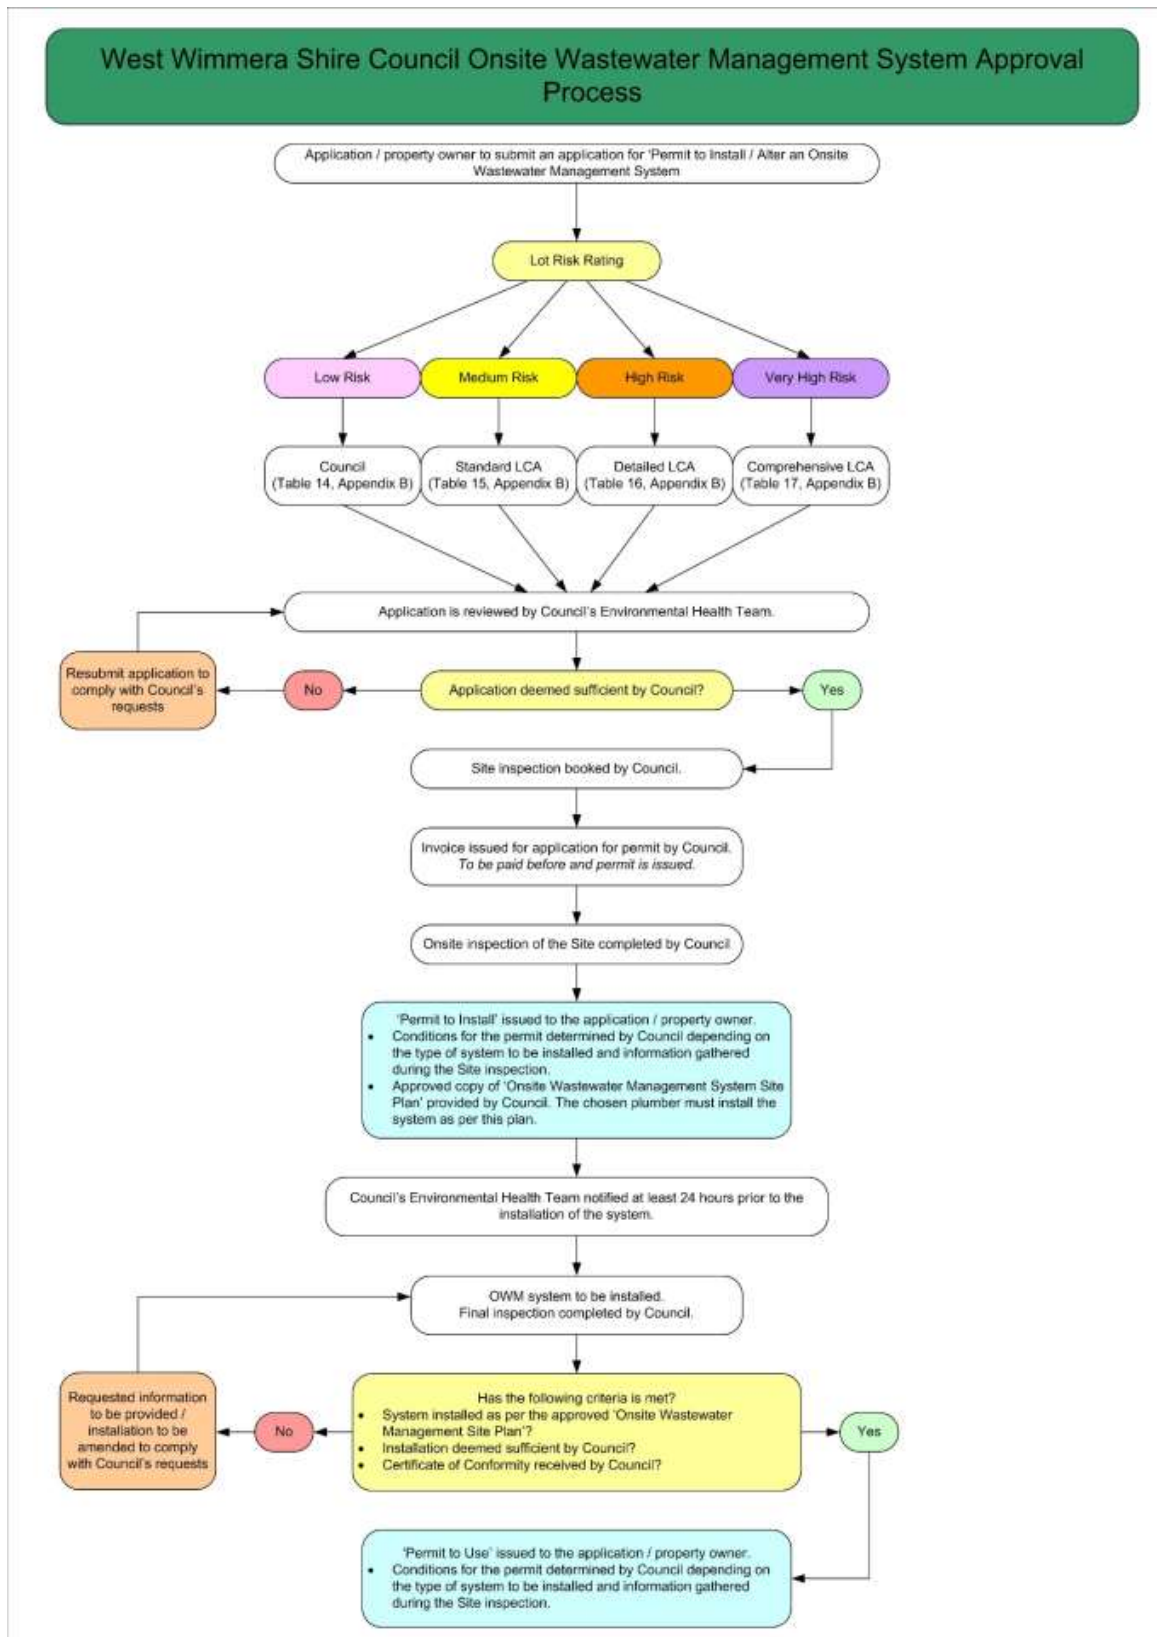 West Wimmera Shire Council Onsite Wastewater Management System Approval
Process
Application / property owner to submit an application for 'Permit to Install / Alter an Onsite
Wastewater Management System
Lot Risk Rating
Low Risk
Medium Risk
High Risk
Very High Risk
Council
(Table 14, Appendix B)
Standard LCA
(Table 15, Appendix B)
Detailed LCA
(Table 16, Appendix B)
Comprehensive LCA
(Table 17, Appendix B)
Application is reviewed by Council's Environmental Health Team.
Resubmit application to
comply with Council's
requests
No
Application deemed sufficient by Council?
Yes
Site inspection booked by Council.
Invoice issued for application for permit by Council.
To be paid before and permit is issued.
Onsite inspection of the Site completed by Council
'Permit to Install' issued to the application / property owner.
• Conditions for the permit determined by Council depending on
the type of system to be installed and information gathered
during the Site inspection.
• Approved copy of 'Onsite Wastewater Management System Site
Plan' provided by Council. The chosen plumber must install the
system as per this plan.
Council's Environmental Health Team notified at least 24 hours prior to the
installation of the system.
OWM system to be installed.
Final inspection completed by Council.
Requested information
to be provided /
installation to be
amended to comply
with Council's requests
No
Has the following criteria is met?
• System installed as per the approved 'Onsite Wastewater
Management Site Plan'?
• Installation deemed sufficient by Council?
• Certificate of Conformity received by Council?
Yes
'Permit to Use' issued to the application / property owner.
• Conditions for the permit determined by Council depending on
the type of system to be installed and information gathered
during the Site inspection.